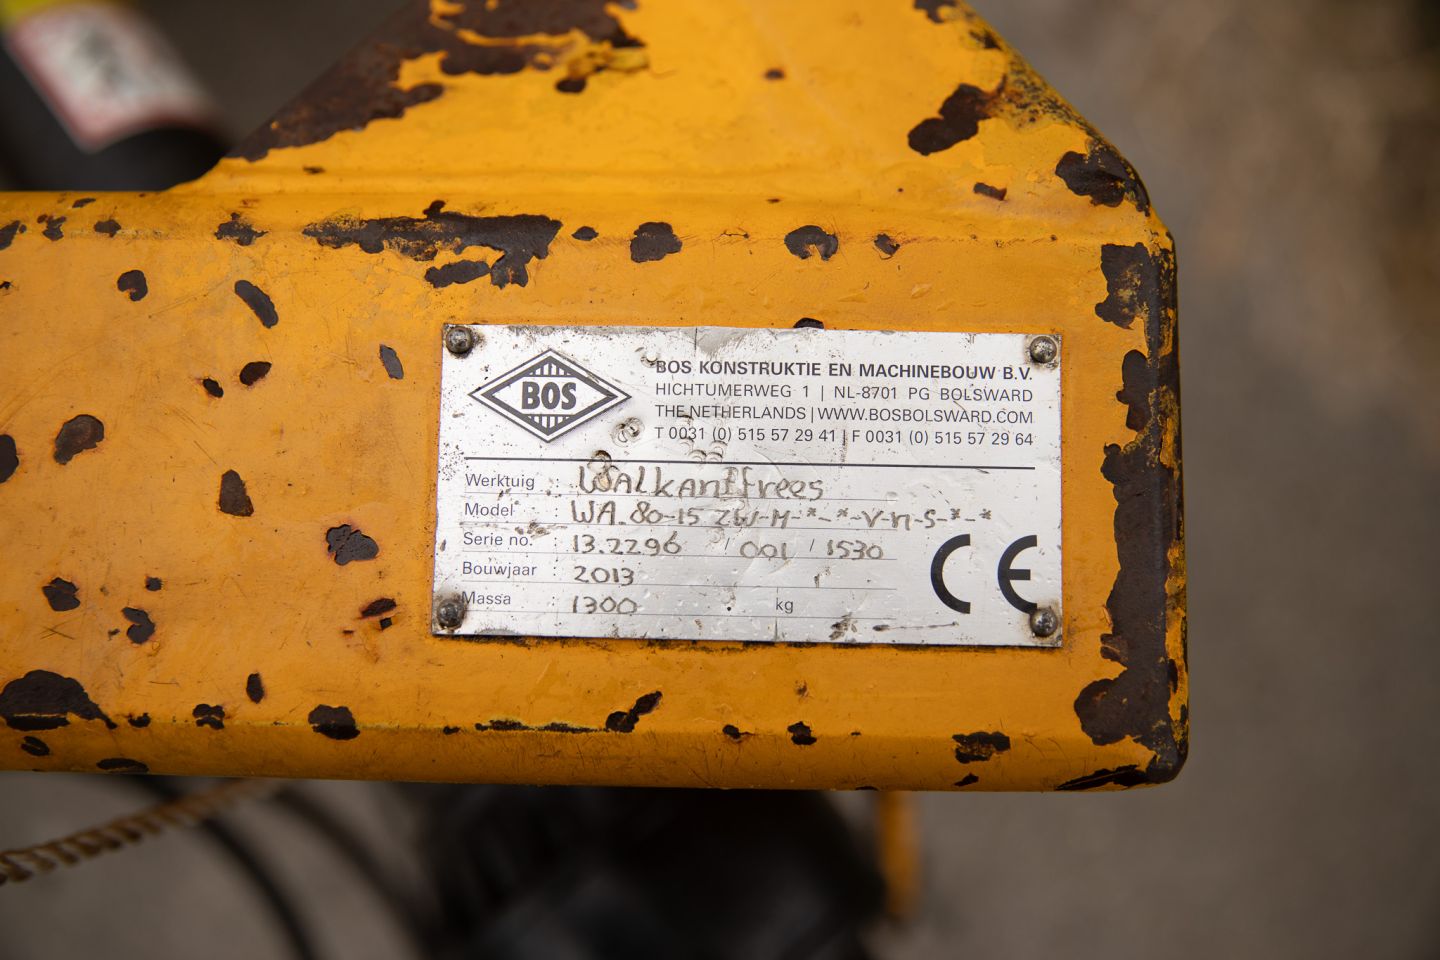 BOS
BOS KONSTRUKTIE EN MACHINEBOUW B.V.
HICHTUMERWEG 1 | NL-8701 PG BOLSWARD
THE NETHERLANDS | WWW.BOSBOLSWARD.COM
T 0031 (0) 515 57 29 41 | F 0031 (0) 515 57 29 64
Werktuig : Walkantfrees
Model : WA.80-15 ZW-M-*-*-V-n-S-*-*
Serie no. : 13.2296 / 001 / 1530
Bouwjaar : 2013
Massa : 1300 kg
CE